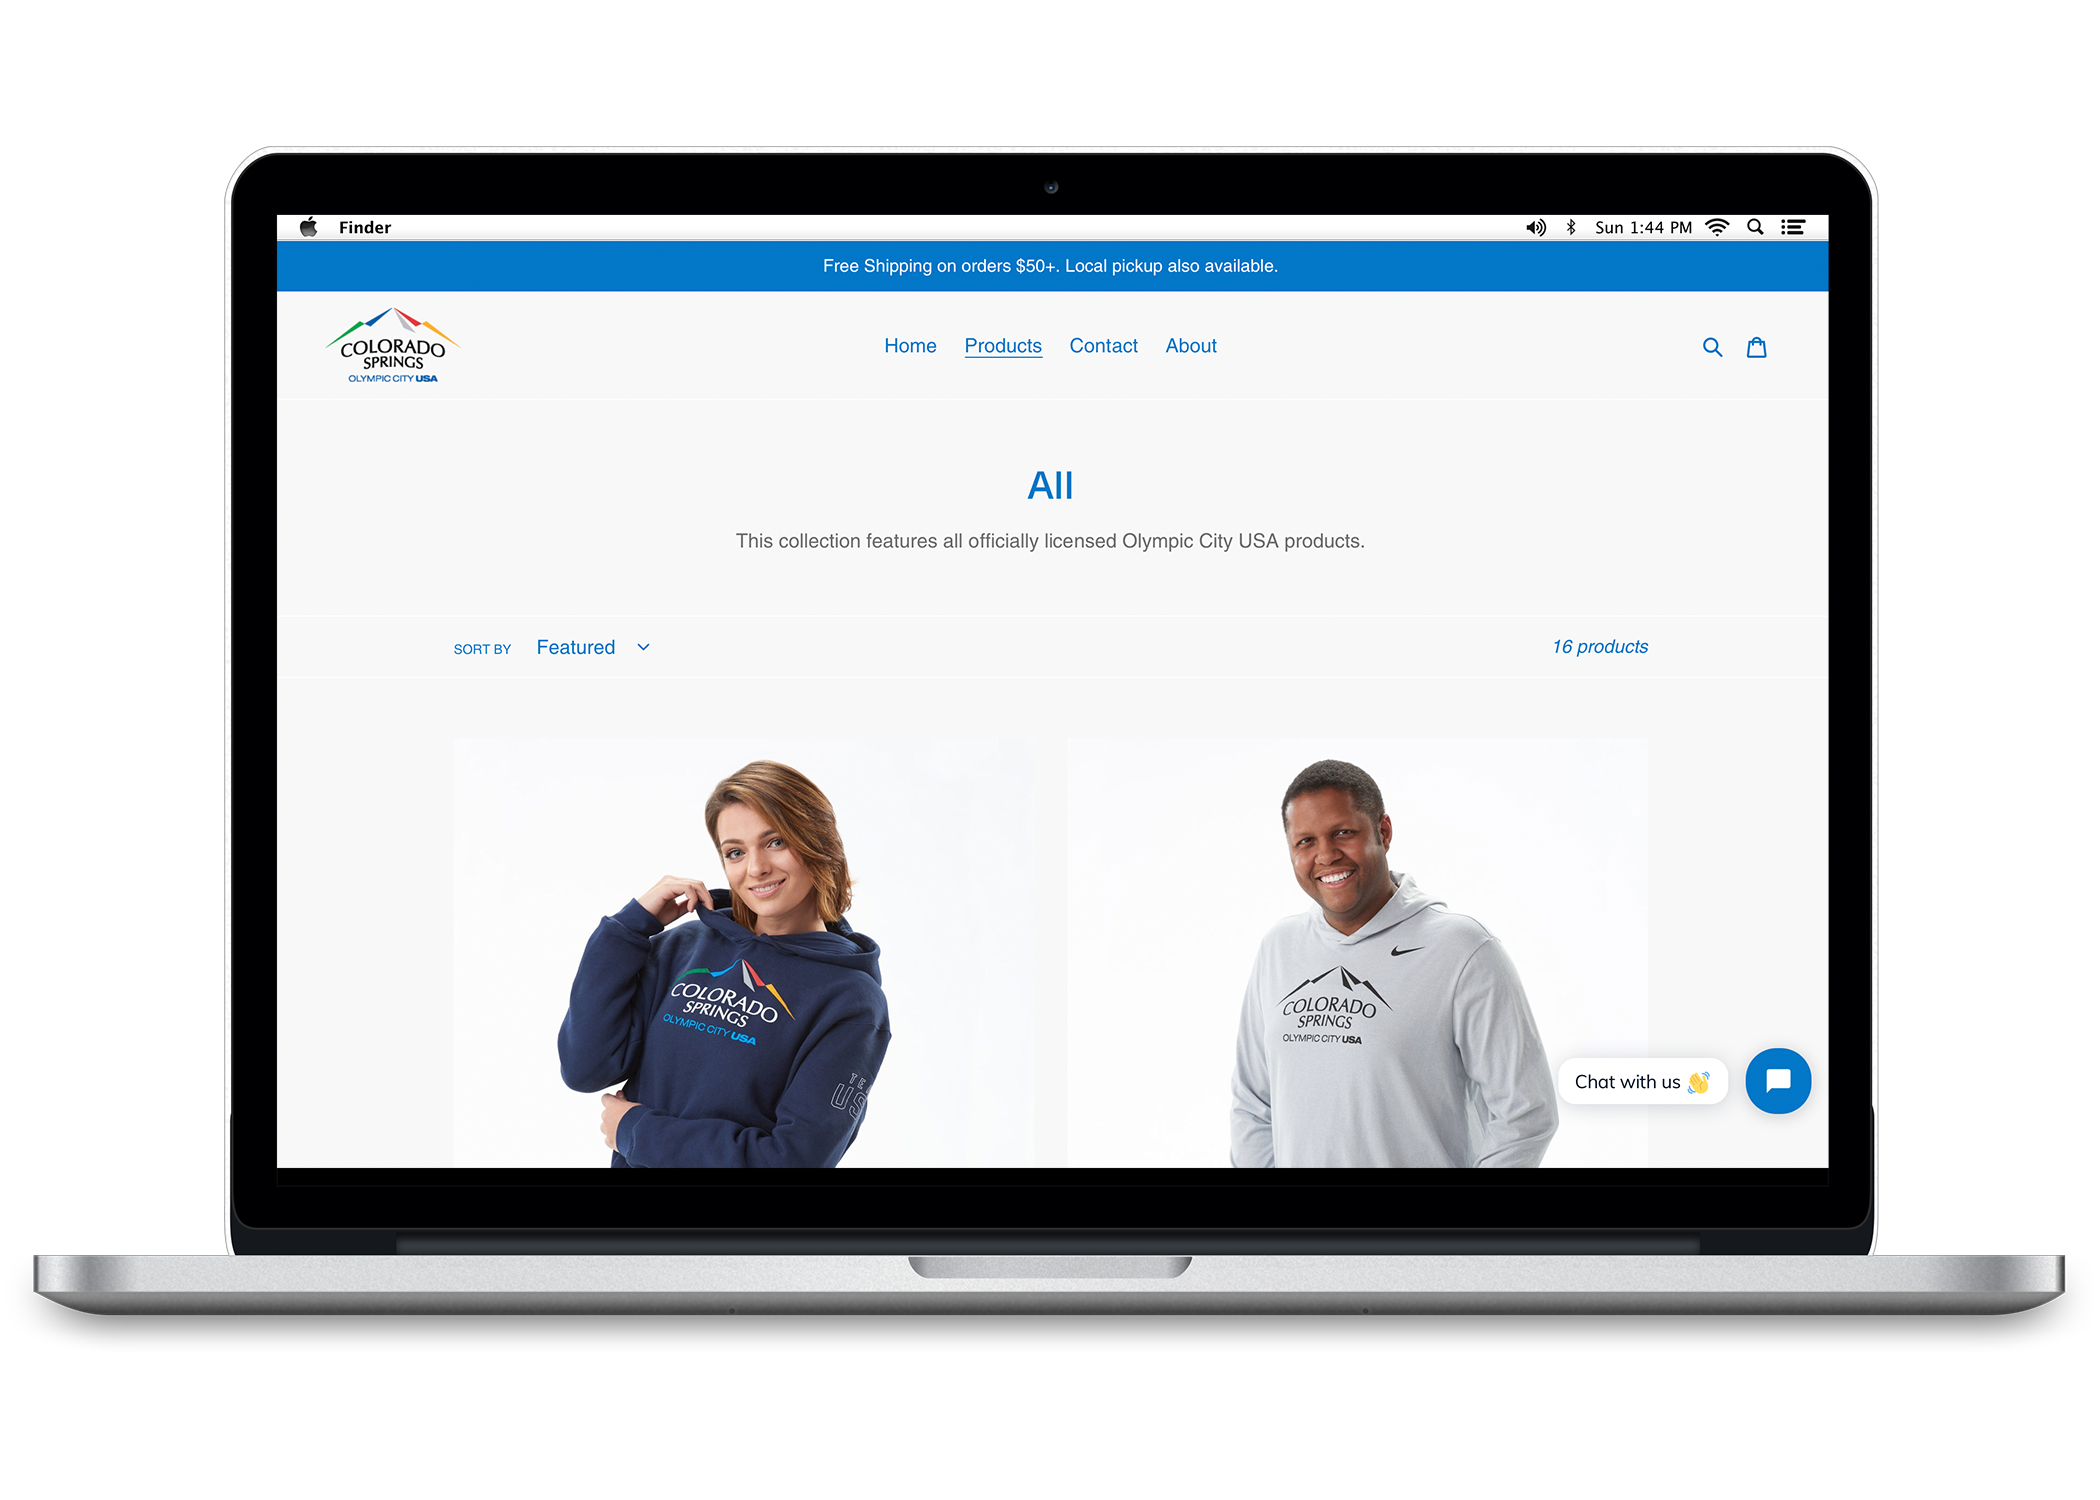 Finder
Sun 1:44 PM
Free Shipping on orders $50+. Local pickup also available.
COLORADO
SPRINGS
OLYMPIC CITY USA
Home Products Contact About
All
This collection features all officially licensed Olympic City USA products.
SORT BY Featured
16 products
COLORADO
SPRINGS
OLYMPIC CITY USA
COLORADO
SPRINGS
OLYMPIC CITY USA
Chat with us